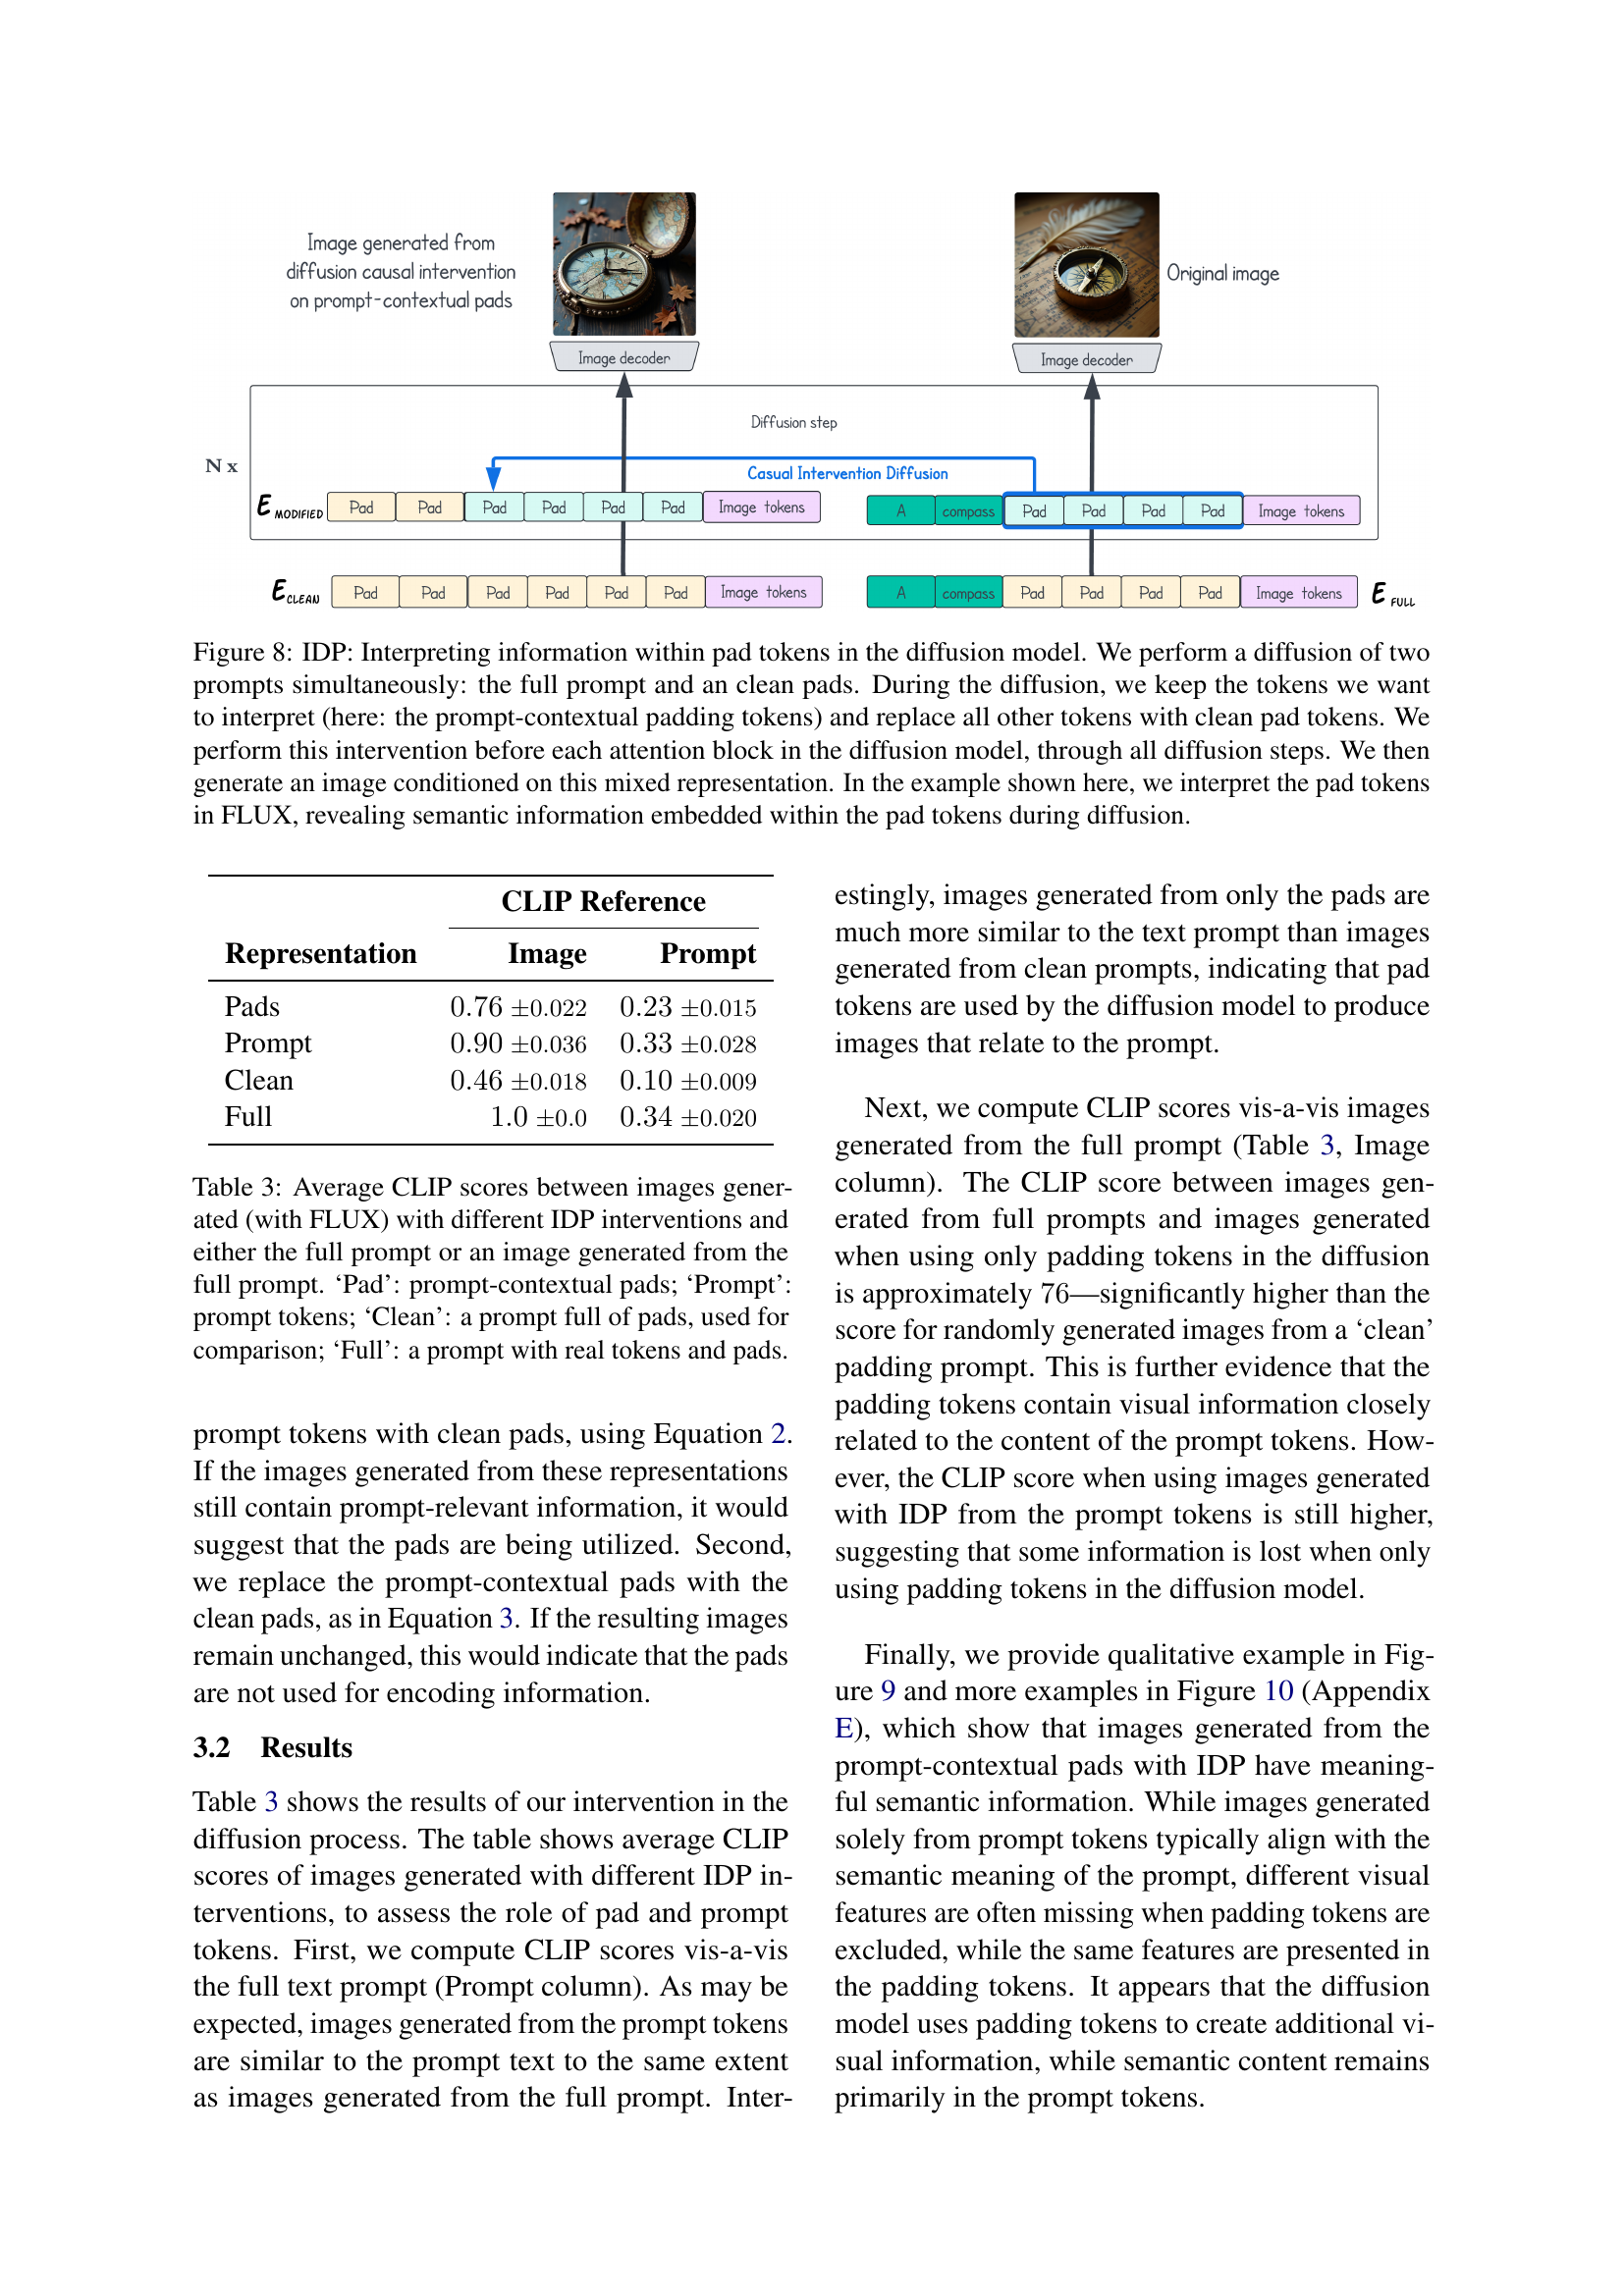 Image generated from
diffusion causal intervention
on prompt-contextual pads
Original image
Image decoder
Image decoder
Diffusion step
N x
Casual Intervention Diffusion
E MODIFIED Pad Pad Pad Pad Pad Pad Image tokens
A compass Pad Pad Pad Pad Image tokens
E CLEAN Pad Pad Pad Pad Pad Pad Image tokens
A compass Pad Pad Pad Pad Image tokens E FULL
Figure 8: IDP: Interpreting information within pad tokens in the diffusion model. We perform a diffusion of two
prompts simultaneously: the full prompt and an clean pads. During the diffusion, we keep the tokens we want
to interpret (here: the prompt-contextual padding tokens) and replace all other tokens with clean pad tokens. We
perform this intervention before each attention block in the diffusion model, through all diffusion steps. We then
generate an image conditioned on this mixed representation. In the example shown here, we interpret the pad tokens
in FLUX, revealing semantic information embedded within the pad tokens during diffusion.
CLIP Reference
Representation Image Prompt
Pads 0.76 ±0.022 0.23 ±0.015
Prompt 0.90 ±0.036 0.33 ±0.028
Clean 0.46 ±0.018 0.10 ±0.009
Full 1.0 ±0.0 0.34 ±0.020
Table 3: Average CLIP scores between images gener-
ated (with FLUX) with different IDP interventions and
either the full prompt or an image generated from the
full prompt. ‘Pad’: prompt-contextual pads; ‘Prompt’:
prompt tokens; ‘Clean’: a prompt full of pads, used for
comparison; ‘Full’: a prompt with real tokens and pads.
prompt tokens with clean pads, using Equation 2.
If the images generated from these representations
still contain prompt-relevant information, it would
suggest that the pads are being utilized. Second,
we replace the prompt-contextual pads with the
clean pads, as in Equation 3. If the resulting images
remain unchanged, this would indicate that the pads
are not used for encoding information.
3.2 Results
Table 3 shows the results of our intervention in the
diffusion process. The table shows average CLIP
scores of images generated with different IDP in-
terventions, to assess the role of pad and prompt
tokens. First, we compute CLIP scores vis-a-vis
the full text prompt (Prompt column). As may be
expected, images generated from the prompt tokens
are similar to the prompt text to the same extent
as images generated from the full prompt. Inter-
estingly, images generated from only the pads are
much more similar to the text prompt than images
generated from clean prompts, indicating that pad
tokens are used by the diffusion model to produce
images that relate to the prompt.
Next, we compute CLIP scores vis-a-vis images
generated from the full prompt (Table 3, Image
column). The CLIP score between images gen-
erated from full prompts and images generated
when using only padding tokens in the diffusion
is approximately 76—significantly higher than the
score for randomly generated images from a ‘clean’
padding prompt. This is further evidence that the
padding tokens contain visual information closely
related to the content of the prompt tokens. How-
ever, the CLIP score when using images generated
with IDP from the prompt tokens is still higher,
suggesting that some information is lost when only
using padding tokens in the diffusion model.
Finally, we provide qualitative example in Fig-
ure 9 and more examples in Figure 10 (Appendix
E), which show that images generated from the
prompt-contextual pads with IDP have meaning-
ful semantic information. While images generated
solely from prompt tokens typically align with the
semantic meaning of the prompt, different visual
features are often missing when padding tokens are
excluded, while the same features are presented in
the padding tokens. It appears that the diffusion
model uses padding tokens to create additional vi-
sual information, while semantic content remains
primarily in the prompt tokens.